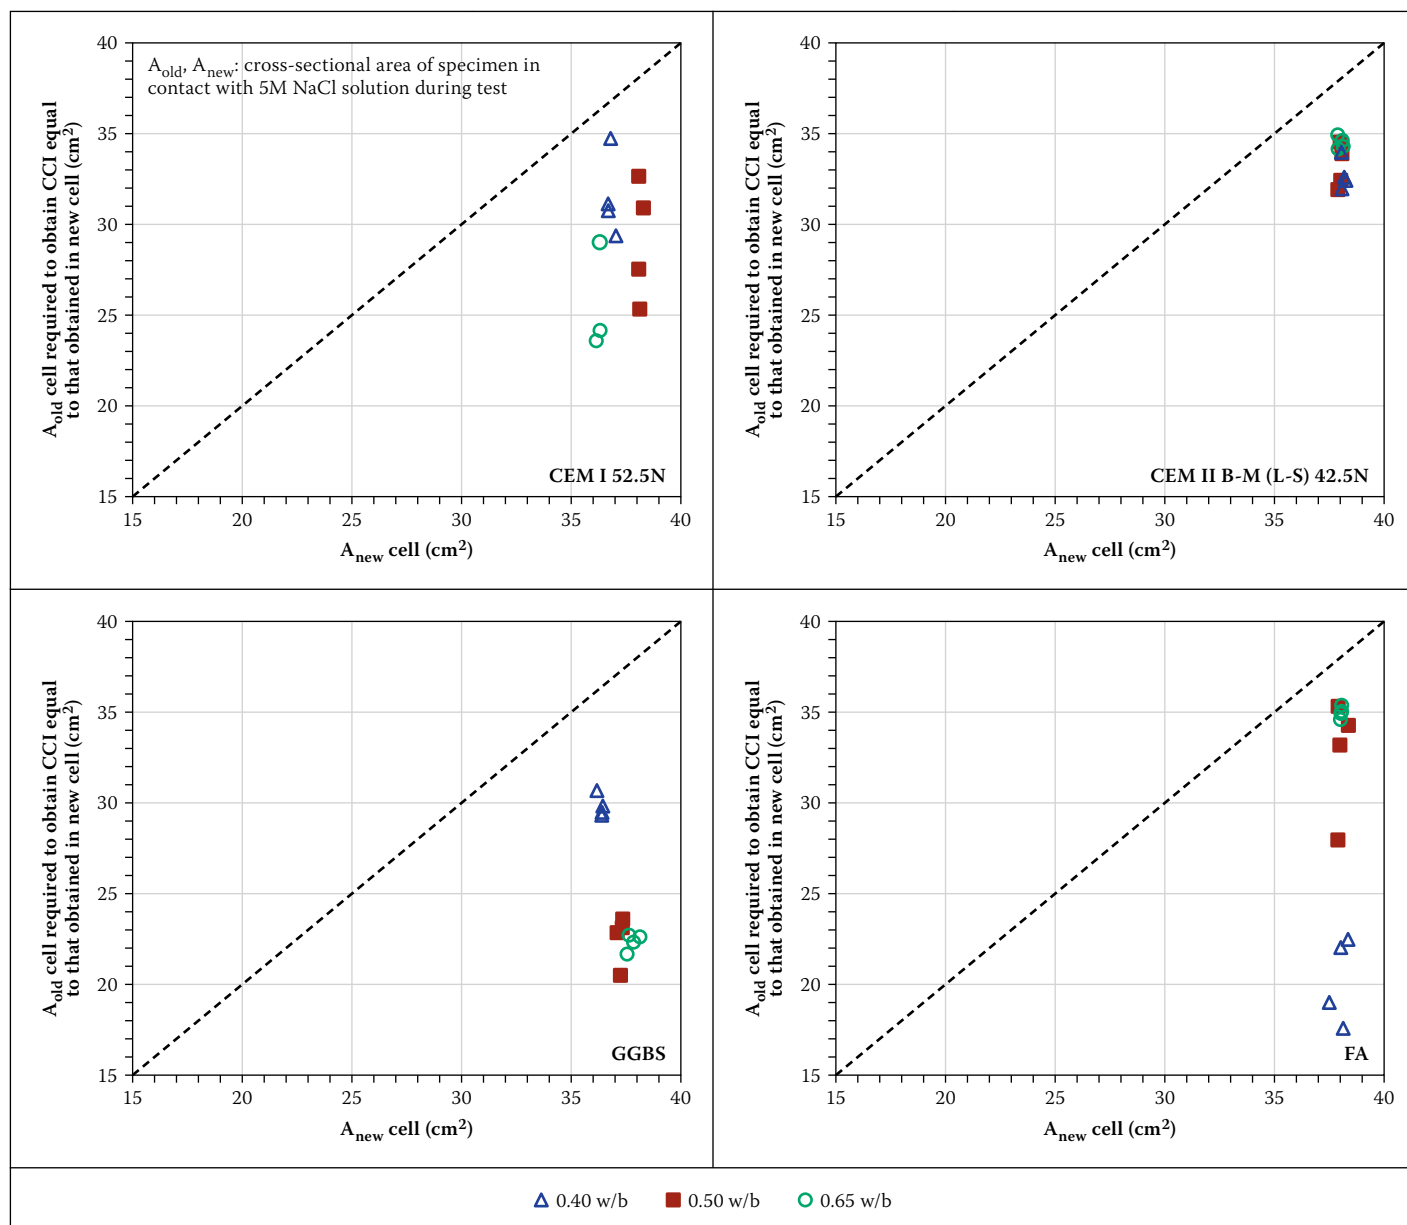 A_old cell required to obtain CCI equal
to that obtained in new cell (cm²)
40
35
30
25
20
15
A_old, A_new: cross-sectional area of specimen in
contact with 5M NaCl solution during test
CEM I 52.5N
15 20 25 30 35 40
A_new cell (cm²)
A_old cell required to obtain CCI equal
to that obtained in new cell (cm²)
40
35
30
25
20
15
CEM II B-M (L-S) 42.5N
15 20 25 30 35 40
A_new cell (cm²)
A_old cell required to obtain CCI equal
to that obtained in new cell (cm²)
40
35
30
25
20
15
GGBS
15 20 25 30 35 40
A_new cell (cm²)
A_old cell required to obtain CCI equal
to that obtained in new cell (cm²)
40
35
30
25
20
15
FA
15 20 25 30 35 40
A_new cell (cm²)
0.40 w/b 0.50 w/b 0.65 w/b